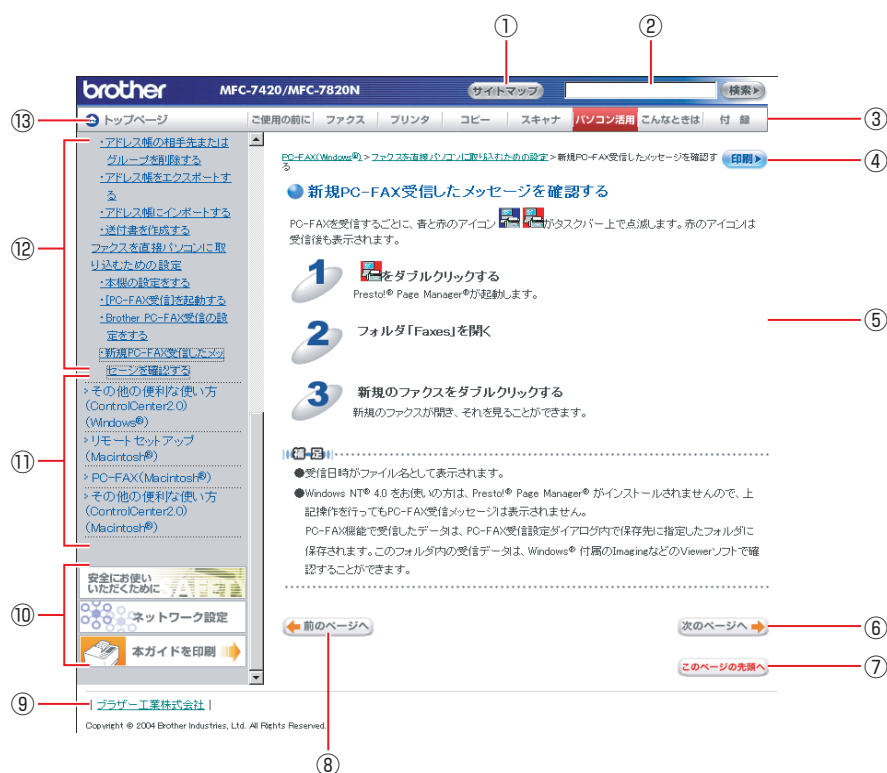 ① ②
brother MFC-7420/MFC-7820N サイトマップ 検索
⑬ トップページ ご使用の前に ファクス プリンタ コピー スキャナ パソコン活用 こんなときは 付 録 ③
・アドレス帳の相手先または
グループを削除する
・アドレス帳をエクスポートす
る
・アドレス帳にインポートする
・送付書を作成する
ファクスを直接パソコンに取
り込むための設定
・本機の設定をする
・[PC-FAX受信]を起動する
・Brother PC-FAX受信の設
定をする
・新規PC-FAX受信したメッ
セージを確認する
⑫
>その他の便利な使い方
(ControlCenter2.0)
(Windows®)
>リモートセットアップ
(Macintosh®)
>PC-FAX(Macintosh®)
>その他の便利な使い方
(ControlCenter2.0)
(Macintosh®)
⑪
安全にお使い
いただくために SAFETY
ネットワーク設定
本ガイドを印刷
⑩
PC-FAX(Windows®) > ファクスを直接パソコンに取り込むための設定 > 新規PC-FAX受信したメッセージを確認す
る
印刷 ④
新規PC-FAX受信したメッセージを確認する
PC-FAXを受信するごとに、青と赤のアイコン がタスクバー上で点滅します。赤のアイコンは
受信後も表示されます。
1 をダブルクリックする
Presto!® Page Manager®が起動します。
⑤
2 フォルダ「Faxes」を開く
3 新規のファクスをダブルクリックする
新規のファクスが開き、それを見ることができます。
補足
●受信日時がファイル名として表示されます。
●Windows NT® 4.0 をお使いの方は、Presto!® Page Manager® がインストールされませんので、上
記操作を行ってもPC-FAX受信メッセージは表示されません。
PC-FAX機能で受信したデータは、PC-FAX受信設定ダイアログ内で保存先に指定したフォルダに
保存されます。このフォルダ内の受信データは、Windows® 付属のImagingなどのViewerソフトで確
認することができます。
前のページへ 次のページへ ⑥
このページの先頭へ ⑦
⑨ | ブラザー工業株式会社 |
Copyright © 2004 Brother Industries, Ltd. All Rights Reserved.
⑧